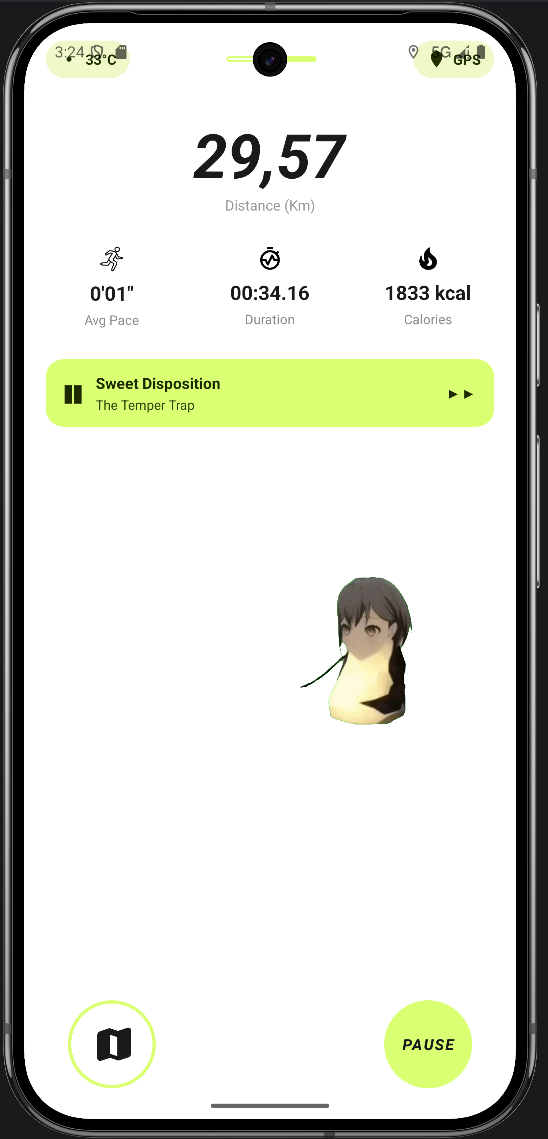 3:24 5G
33°C GPS
29,57
Distance (Km)
0'01" 00:34.16 1833 kcal
Avg Pace Duration Calories
Sweet Disposition
The Temper Trap
PAUSE